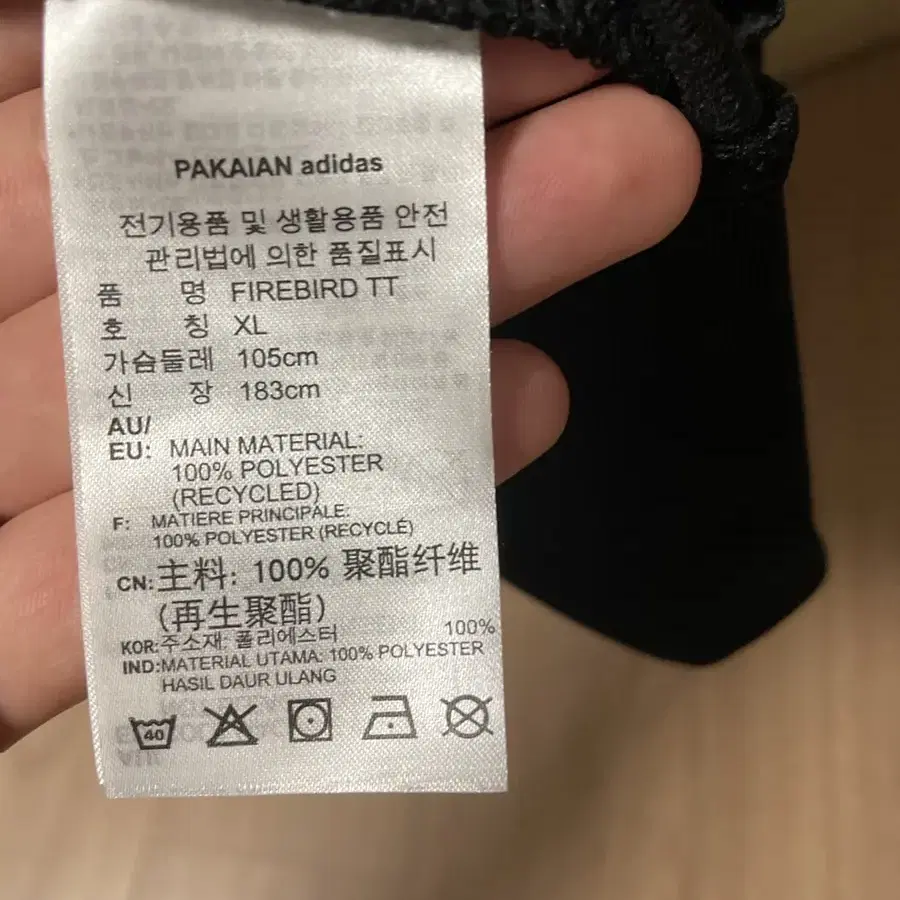 PAKAIAN adidas
전기용품 및 생활용품 안전
관리법에 의한 품질표시
품 명 FIREBIRD TT
호 칭 XL
가슴둘레 105cm
신 장 183cm
AU/
EU: MAIN MATERIAL:
100% POLYESTER
(RECYCLED)
F: MATIERE PRINCIPALE:
100% POLYESTER (RECYCLÉ)
CN: 主料: 100% 聚酯纤维
(再生聚酯)
KOR: 주소재: 폴리에스터 100%
IND: MATERIAL UTAMA: 100% POLYESTER
HASIL DAUR ULANG
40